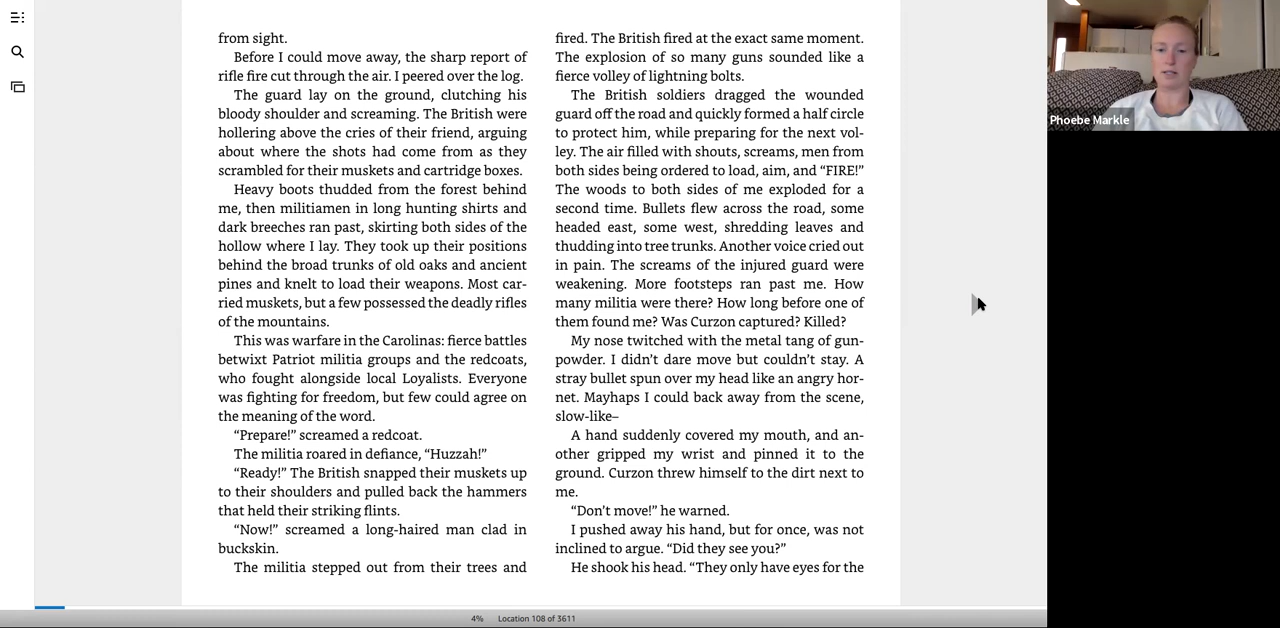 from sight.
Before I could move away, the sharp report of
rifle fire cut through the air. I peered over the log.
The guard lay on the ground, clutching his
bloody shoulder and screaming. The British were
hollering above the cries of their friend, arguing
about where the shots had come from as they
scrambled for their muskets and cartridge boxes.
Heavy boots thudded from the forest behind
me, then militiamen in long hunting shirts and
dark breeches ran past, skirting both sides of the
hollow where I lay. They took up their positions
behind the broad trunks of old oaks and ancient
pines and knelt to load their weapons. Most car-
ried muskets, but a few possessed the deadly rifles
of the mountains.
This was warfare in the Carolinas: fierce battles
betwixt Patriot militia groups and the redcoats,
who fought alongside local Loyalists. Everyone
was fighting for freedom, but few could agree on
the meaning of the word.
“Prepare!” screamed a redcoat.
The militia roared in defiance, “Huzzah!”
“Ready!” The British snapped their muskets up
to their shoulders and pulled back the hammers
that held their striking flints.
“Now!” screamed a long-haired man clad in
buckskin.
The militia stepped out from their trees and
fired. The British fired at the exact same moment.
The explosion of so many guns sounded like a
fierce volley of lightning bolts.
The British soldiers dragged the wounded
guard off the road and quickly formed a half circle
to protect him, while preparing for the next vol-
ley. The air filled with shouts, screams, men from
both sides being ordered to load, aim, and “FIRE!”
The woods to both sides of me exploded for a
second time. Bullets flew across the road, some
headed east, some west, shredding leaves and
thudding into tree trunks. Another voice cried out
in pain. The screams of the injured guard were
weakening. More footsteps ran past me. How
many militia were there? How long before one of
them found me? Was Curzon captured? Killed?
My nose twitched with the metal tang of gun-
powder. I didn’t dare move but couldn’t stay. A
stray bullet spun over my head like an angry hor-
net. Mayhaps I could back away from the scene,
slow-like–
A hand suddenly covered my mouth, and an-
other gripped my wrist and pinned it to the
ground. Curzon threw himself to the dirt next to
me.
“Don’t move!” he warned.
I pushed away his hand, but for once, was not
inclined to argue. “Did they see you?”
He shook his head. “They only have eyes for the
4% Location 108 of 3611
Phoebe Markle